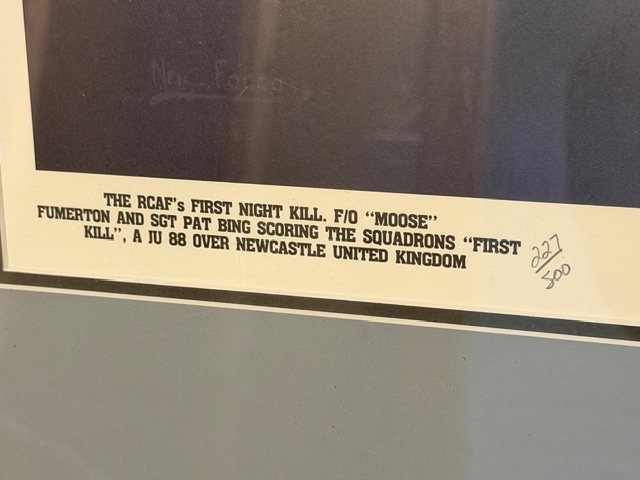 THE RCAF's FIRST NIGHT KILL. F/O "MOOSE"
FUMERTON AND SGT PAT BING SCORING THE SQUADRONS "FIRST
KILL", A JU 88 OVER NEWCASTLE UNITED KINGDOM
227
500